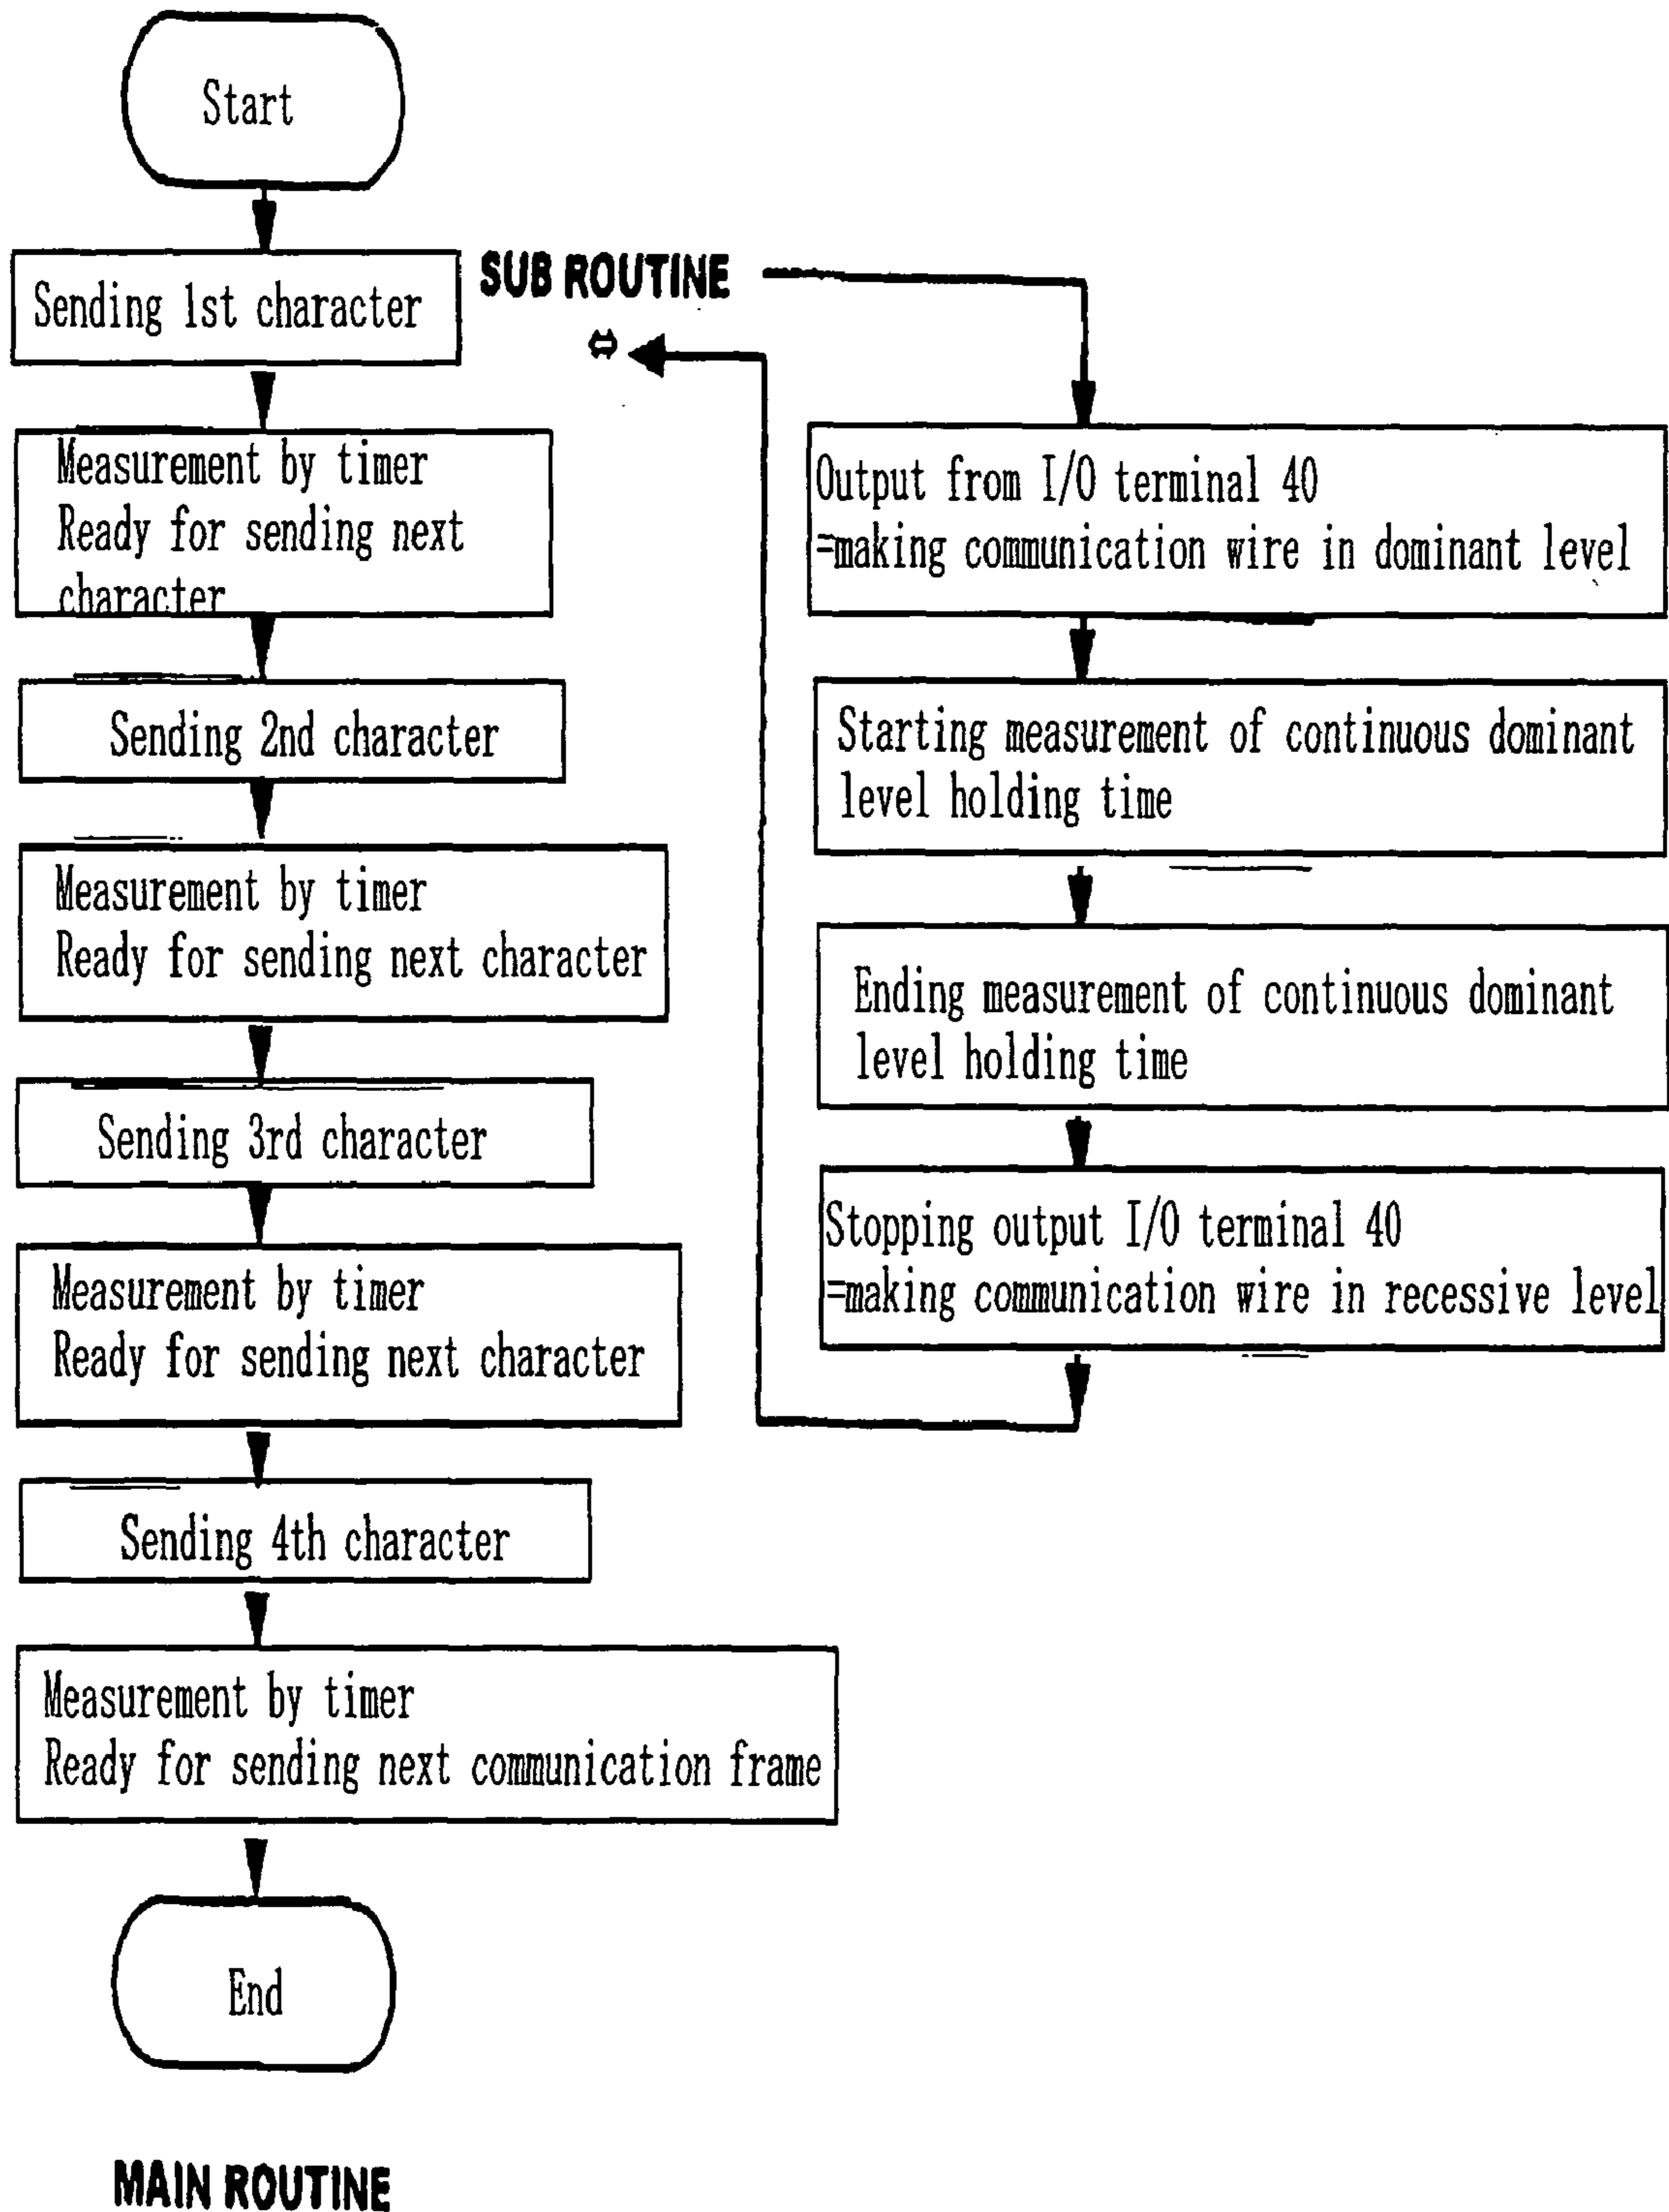 Start
Sending 1st character
Measurement by timer
Ready for sending next
character
Sending 2nd character
Measurement by timer
Ready for sending next character
Sending 3rd character
Measurement by timer
Ready for sending next character
Sending 4th character
Measurement by timer
Ready for sending next communication frame
End
MAIN ROUTINE
SUB ROUTINE
⇔
Output from I/O terminal 40
=making communication wire in dominant level
Starting measurement of continuous dominant
level holding time
Ending measurement of continuous dominant
level holding time
Stopping output I/O terminal 40
=making communication wire in recessive level